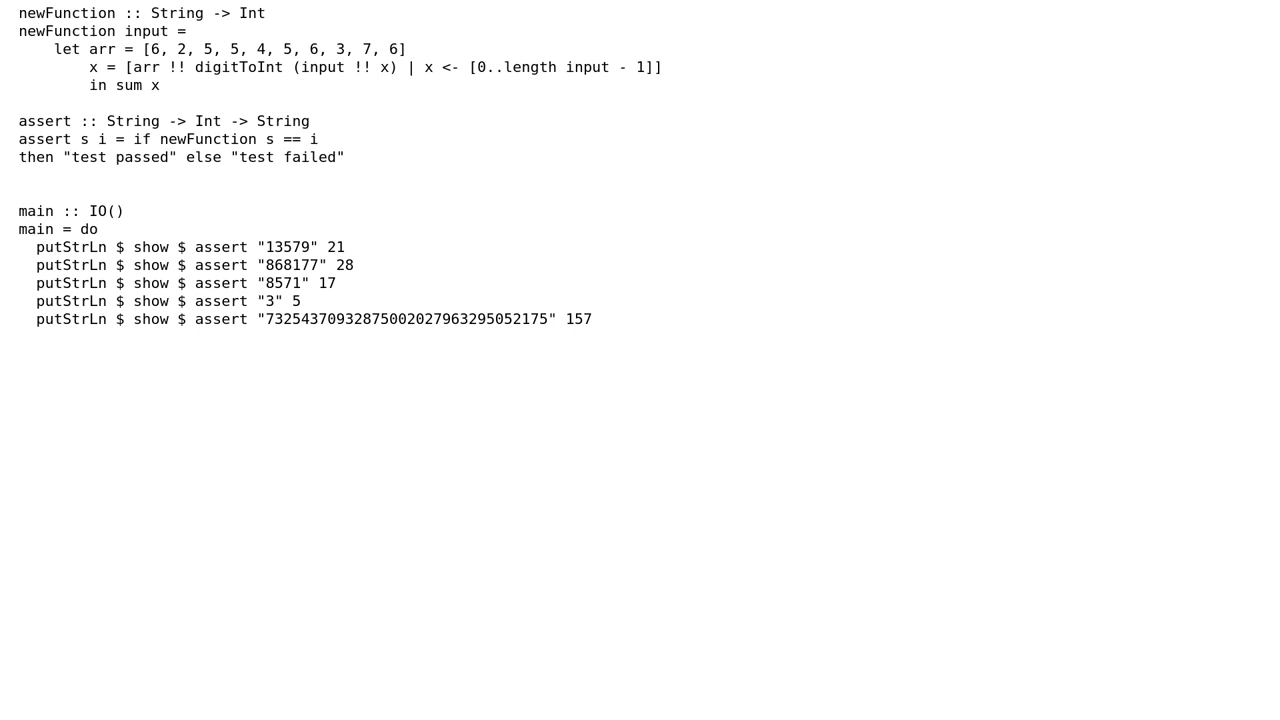 newFunction :: String -> Int
newFunction input =
    let arr = [6, 2, 5, 5, 4, 5, 6, 3, 7, 6]
        x = [arr !! digitToInt (input !! x) | x <- [0..length input - 1]]
        in sum x

assert :: String -> Int -> String
assert s i = if newFunction s == i
then "test passed" else "test failed"


main :: IO()
main = do
  putStrLn $ show $ assert "13579" 21
  putStrLn $ show $ assert "868177" 28
  putStrLn $ show $ assert "8571" 17
  putStrLn $ show $ assert "3" 5
  putStrLn $ show $ assert "73254370932875002027963295052175" 157